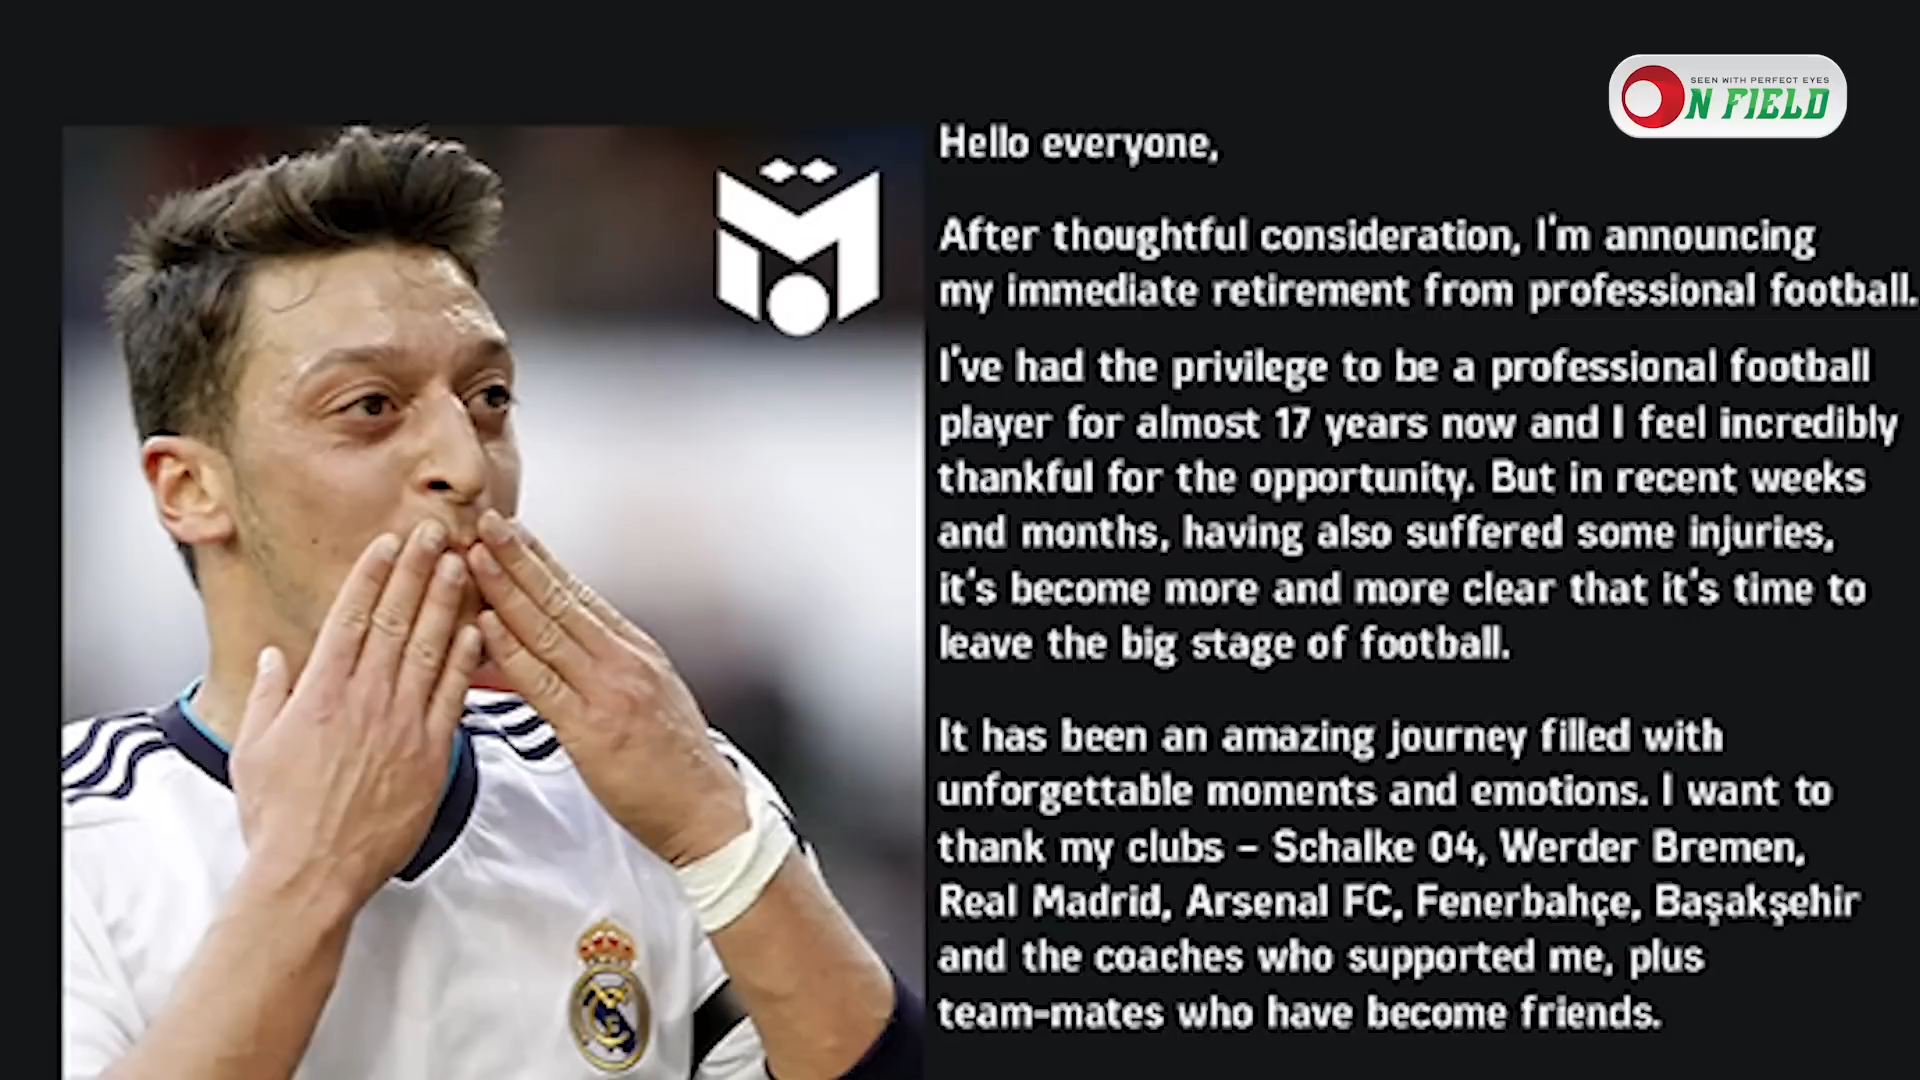 SEEN WITH PERFECT EYES
ON FIELD
Hello everyone,
After thoughtful consideration, I'm announcing
my immediate retirement from professional football.
I've had the privilege to be a professional football
player for almost 17 years now and I feel incredibly
thankful for the opportunity. But in recent weeks
and months, having also suffered some injuries,
it's become more and more clear that it's time to
leave the big stage of football.
It has been an amazing journey filled with
unforgettable moments and emotions. I want to
thank my clubs – Schalke 04, Werder Bremen,
Real Madrid, Arsenal FC, Fenerbahçe, Başakşehir
and the coaches who supported me, plus
team-mates who have become friends.